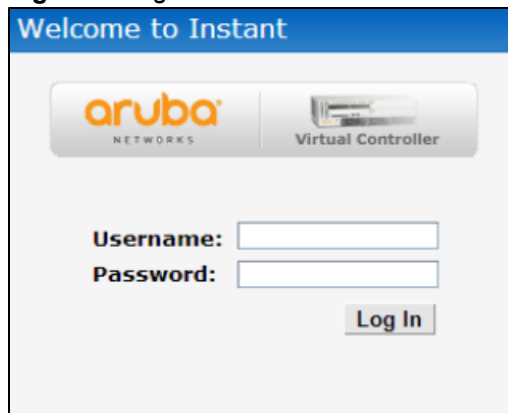 Welcome to Instant
aruba
NETWORKS
Virtual Controller
Username:
Password:
Log In